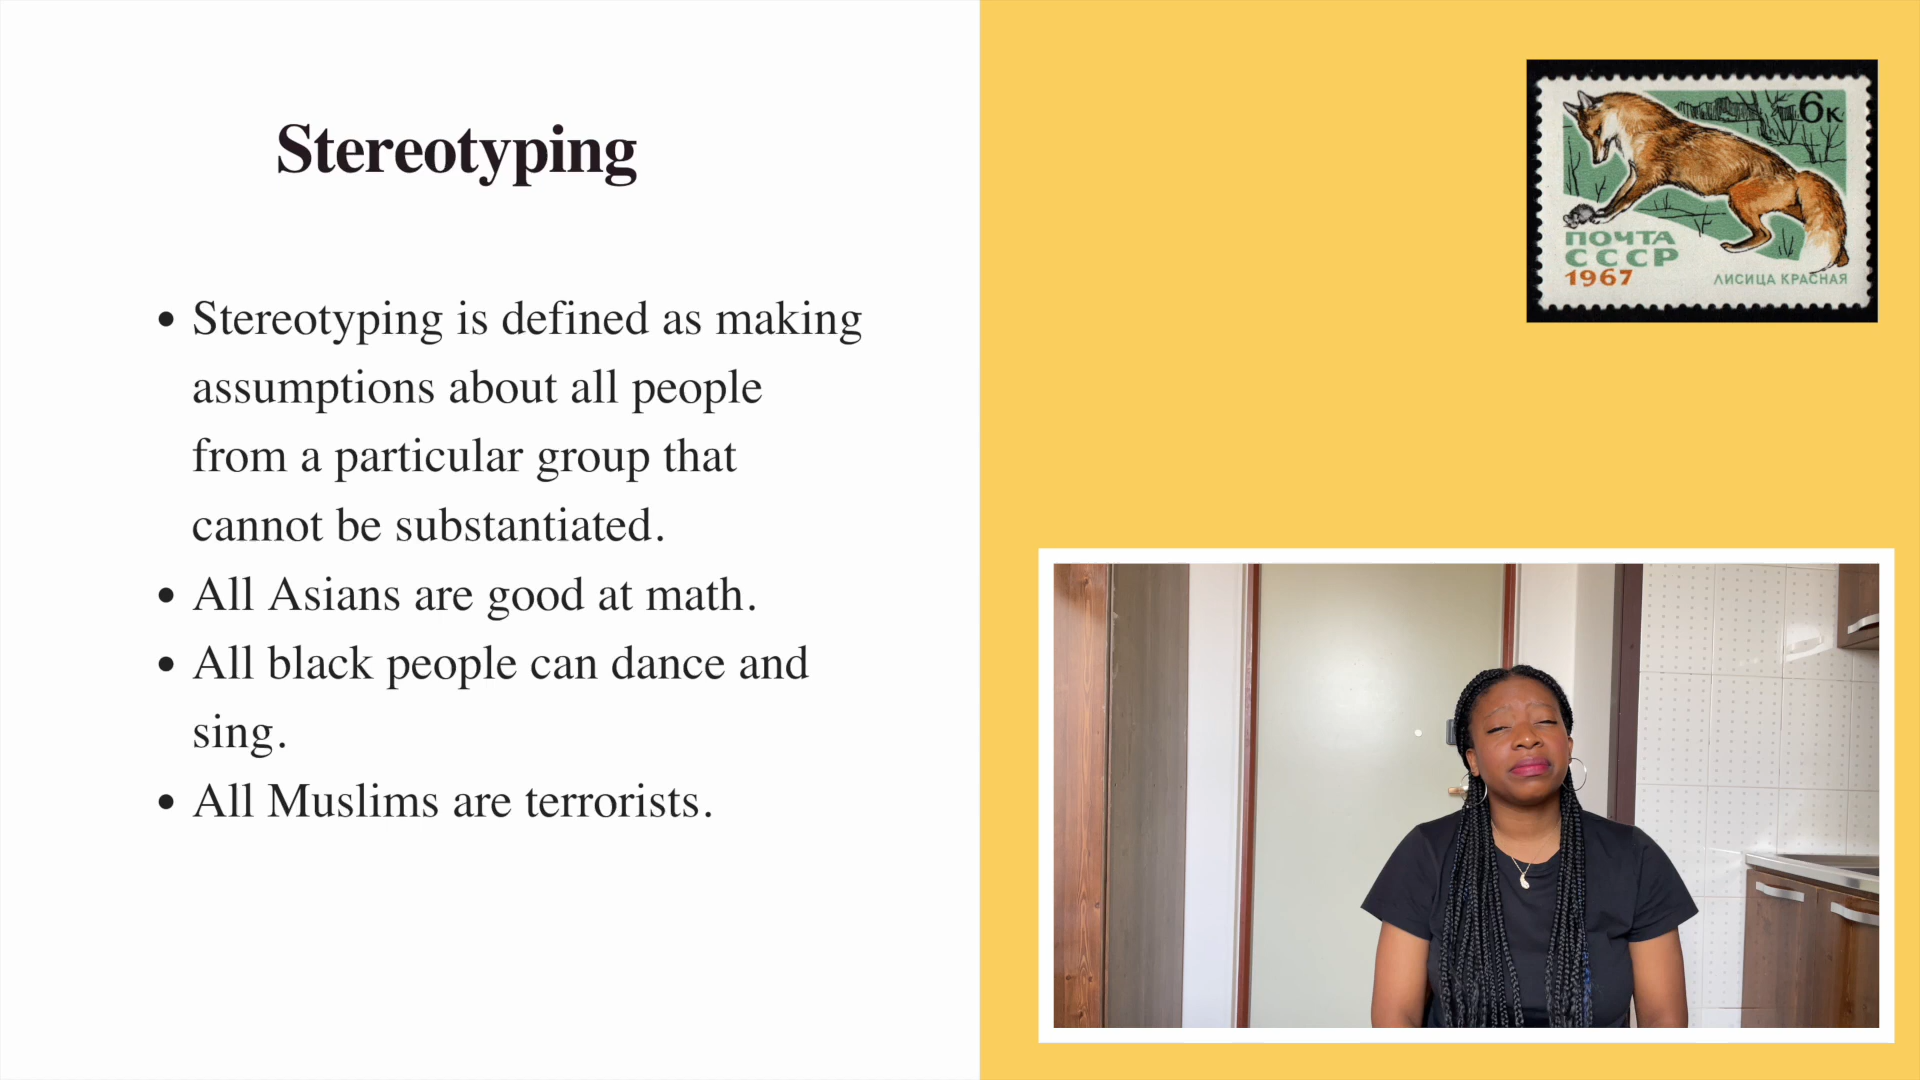 Stereotyping
• Stereotyping is defined as making
assumptions about all people
from a particular group that
cannot be substantiated.
• All Asians are good at math.
• All black people can dance and
sing.
• All Muslims are terrorists.
6к
ПОЧТА
СССР
1967
ЛИСИЦА КРАСНАЯ